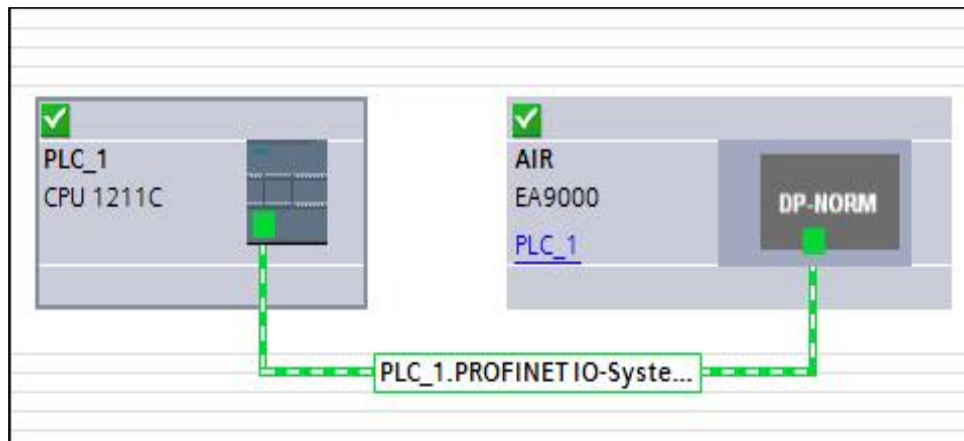 PLC_1
CPU 1211C
AIR
EA9000
PLC_1
DP-NORM
PLC_1.PROFINET IO-Syste...